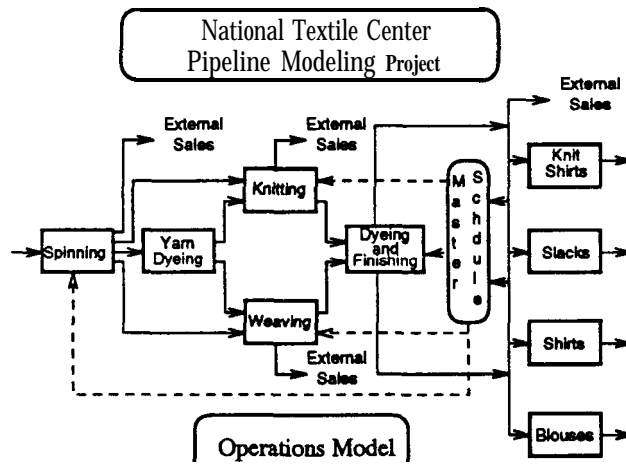 National Textile Center
Pipeline Modeling Project
External
Sales
External
Sales
External
Sales
Knitting
Knit
Shirts
Master
Schdule
Spinning
Yarn
Dyeing
Dyeing
and
Finishing
Slacks
Weaving
Shirts
External
Sales
Blouses
Operations Model